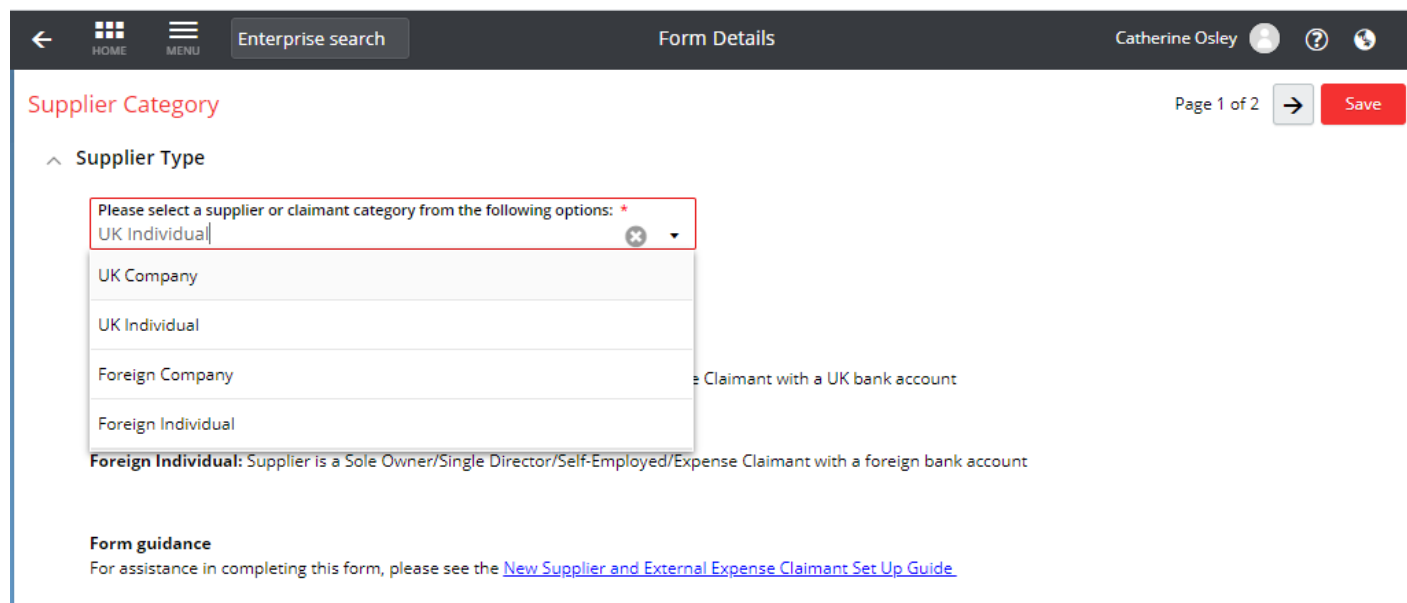 HOME
MENU
Enterprise search
Form Details
Catherine Osley
Supplier Category
Page 1 of 2
Save
Supplier Type
Please select a supplier or claimant category from the following options: *
UK Individual
UK Company
UK Individual
Foreign Company
Claimant with a UK bank account
Foreign Individual
Foreign Individual: Supplier is a Sole Owner/Single Director/Self-Employed/Expense Claimant with a foreign bank account
Form guidance
For assistance in completing this form, please see the New Supplier and External Expense Claimant Set Up Guide